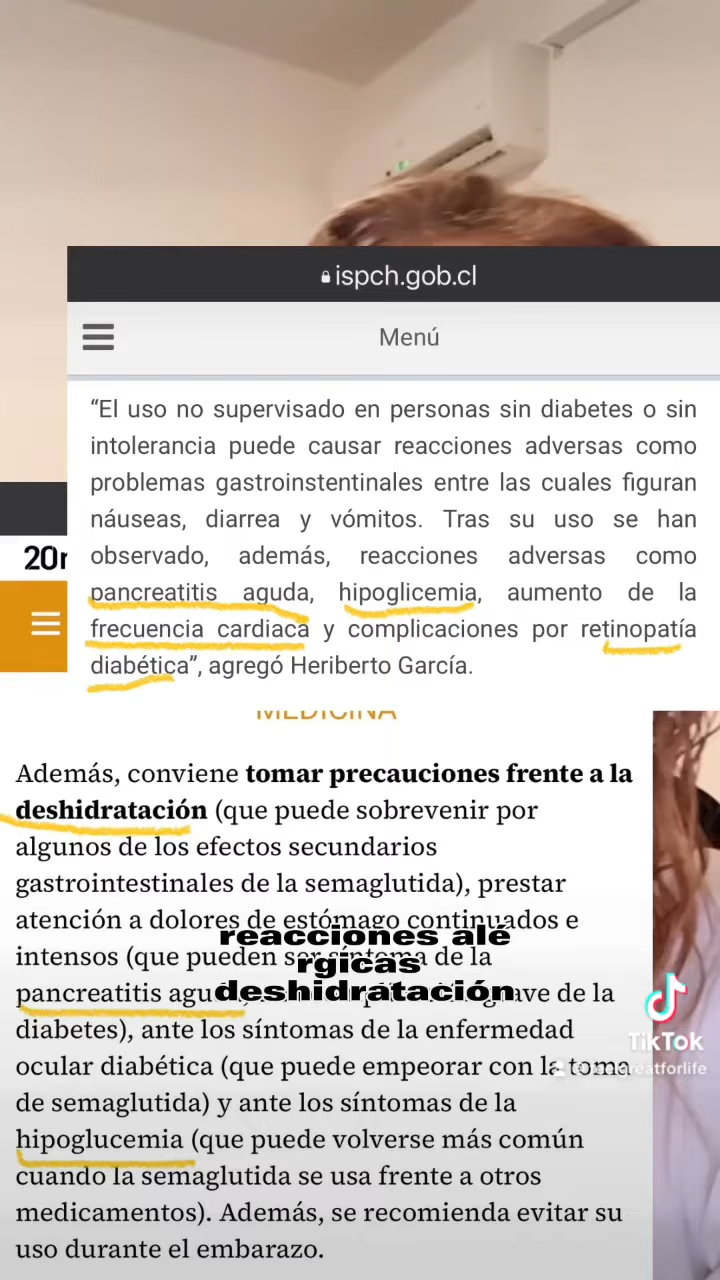 ispch.gob.cl
Menú
“El uso no supervisado en personas sin diabetes o sin
intolerancia puede causar reacciones adversas como
problemas gastroinstentinales entre las cuales figuran
náuseas, diarrea y vómitos. Tras su uso se han
observado, además, reacciones adversas como
pancreatitis aguda, hipoglicemia, aumento de la
frecuencia cardiaca y complicaciones por retinopatía
diabética”, agregó Heriberto García.
MEDICINA
Además, conviene tomar precauciones frente a la
deshidratación (que puede sobrevenir por
algunos de los efectos secundarios
gastrointestinales de la semaglutida), prestar
atención a dolores de estómago continuados e
intensos (que pueden ser síntoma de la
pancreatitis
diabetes), ante los síntomas de la enfermedad
ocular diabética (que puede empeorar con la toma
de semaglutida) y ante los síntomas de la
hipoglucemia (que puede volverse más común
cuando la semaglutida se usa frente a otros
medicamentos). Además, se recomienda evitar su
uso durante el embarazo.
reacciones alé
rgicas
deshidratación
TikTok